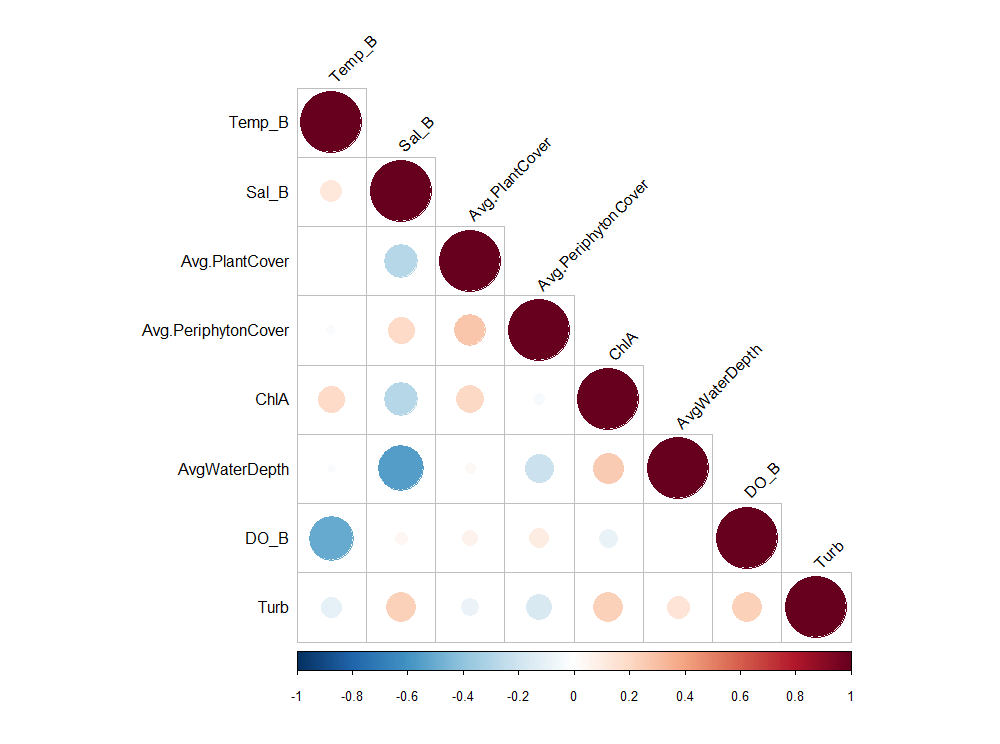 Temp_B
Temp_B
Sal_B
Sal_B
Avg.PlantCover
Avg.PlantCover
Avg.PeriphytonCover
Avg.PeriphytonCover
ChlA
ChlA
AvgWaterDepth
AvgWaterDepth
DO_B
DO_B
Turb
Turb
-1 -0.8 -0.6 -0.4 -0.2 0 0.2 0.4 0.6 0.8 1